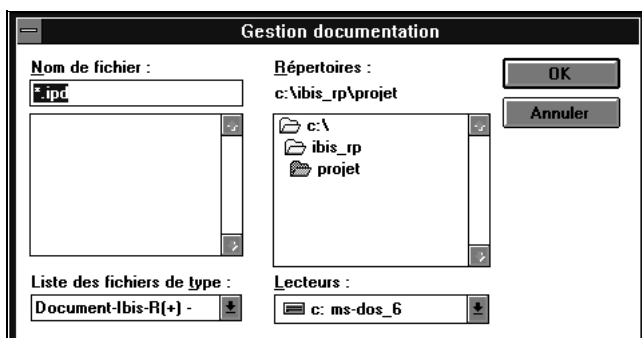 Gestion documentation
Nom de fichier :
*.ipd
Répertoires :
c:\ibis_rp\projet
c:\
ibis_rp
projet
OK
Annuler
Liste des fichiers de type :
Document-Ibis-R(+) -
Lecteurs :
c: ms-dos_6